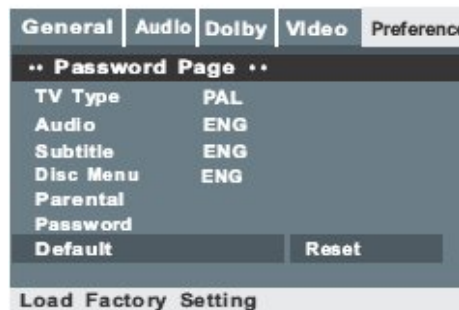 General Audio Dolby Video Preference
·· Password Page ··
TV Type PAL
Audio ENG
Subtitle ENG
Disc Menu ENG
Parental
Password
Default Reset
Load Factory Setting